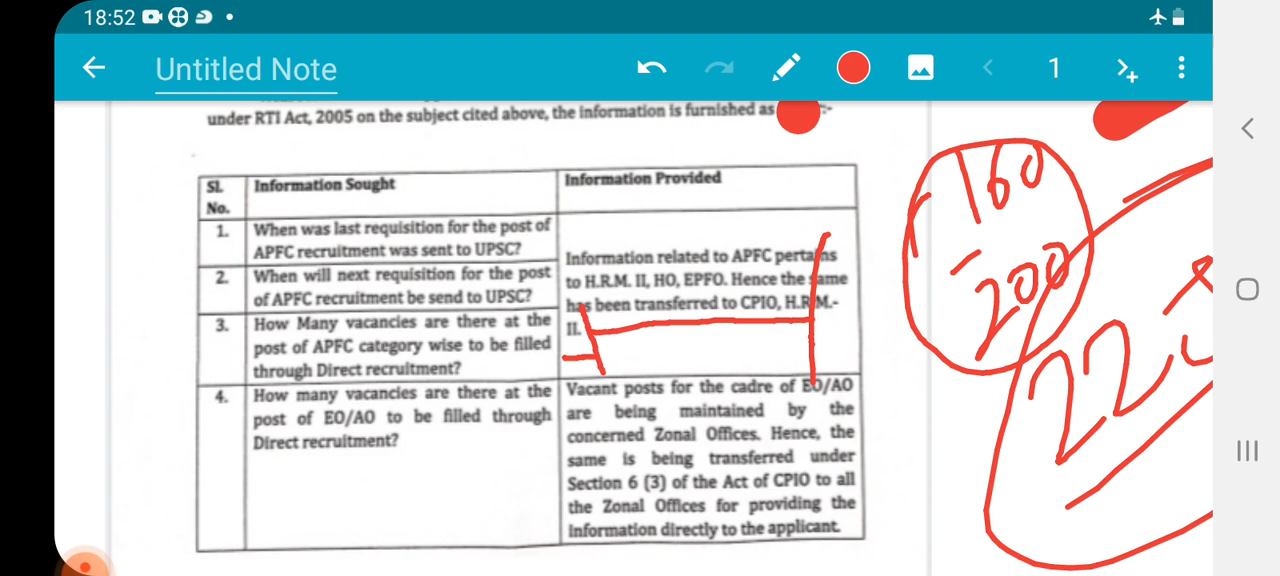 18:52
Untitled Note
1
under RTI Act, 2005 on the subject cited above, the information is furnished as :-
Sl. No.
Information Sought
Information Provided
1.
When was last requisition for the post of
APFC recruitment was sent to UPSC?
2.
When will next requisition for the post
of APFC recruitment be send to UPSC?
3.
How Many vacancies are there at the
post of APFC category wise to be filled
through Direct recruitment?
Information related to APFC pertains
to H.R.M. II, HO, EPFO. Hence the same
has been transferred to CPIO, H.R.M.-
II.
4.
How many vacancies are there at the
post of EO/AO to be filled through
Direct recruitment?
Vacant posts for the cadre of EO/AO
are being maintained by the
concerned Zonal Offices. Hence, the
same is being transferred under
Section 6 (3) of the Act of CPIO to all
the Zonal Offices for providing the
information directly to the applicant.
160
-
200